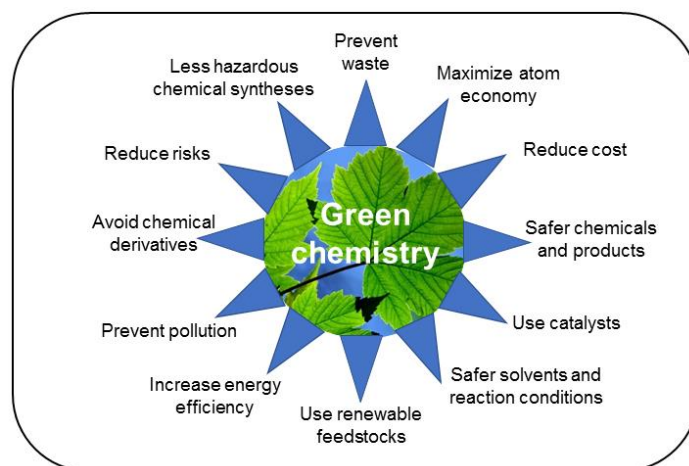 Prevent
waste
Maximize atom
economy
Reduce cost
Safer chemicals
and products
Use catalysts
Safer solvents and
reaction conditions
Use renewable
feedstocks
Increase energy
efficiency
Prevent pollution
Avoid chemical
derivatives
Reduce risks
Less hazardous
chemical syntheses
Green
chemistry